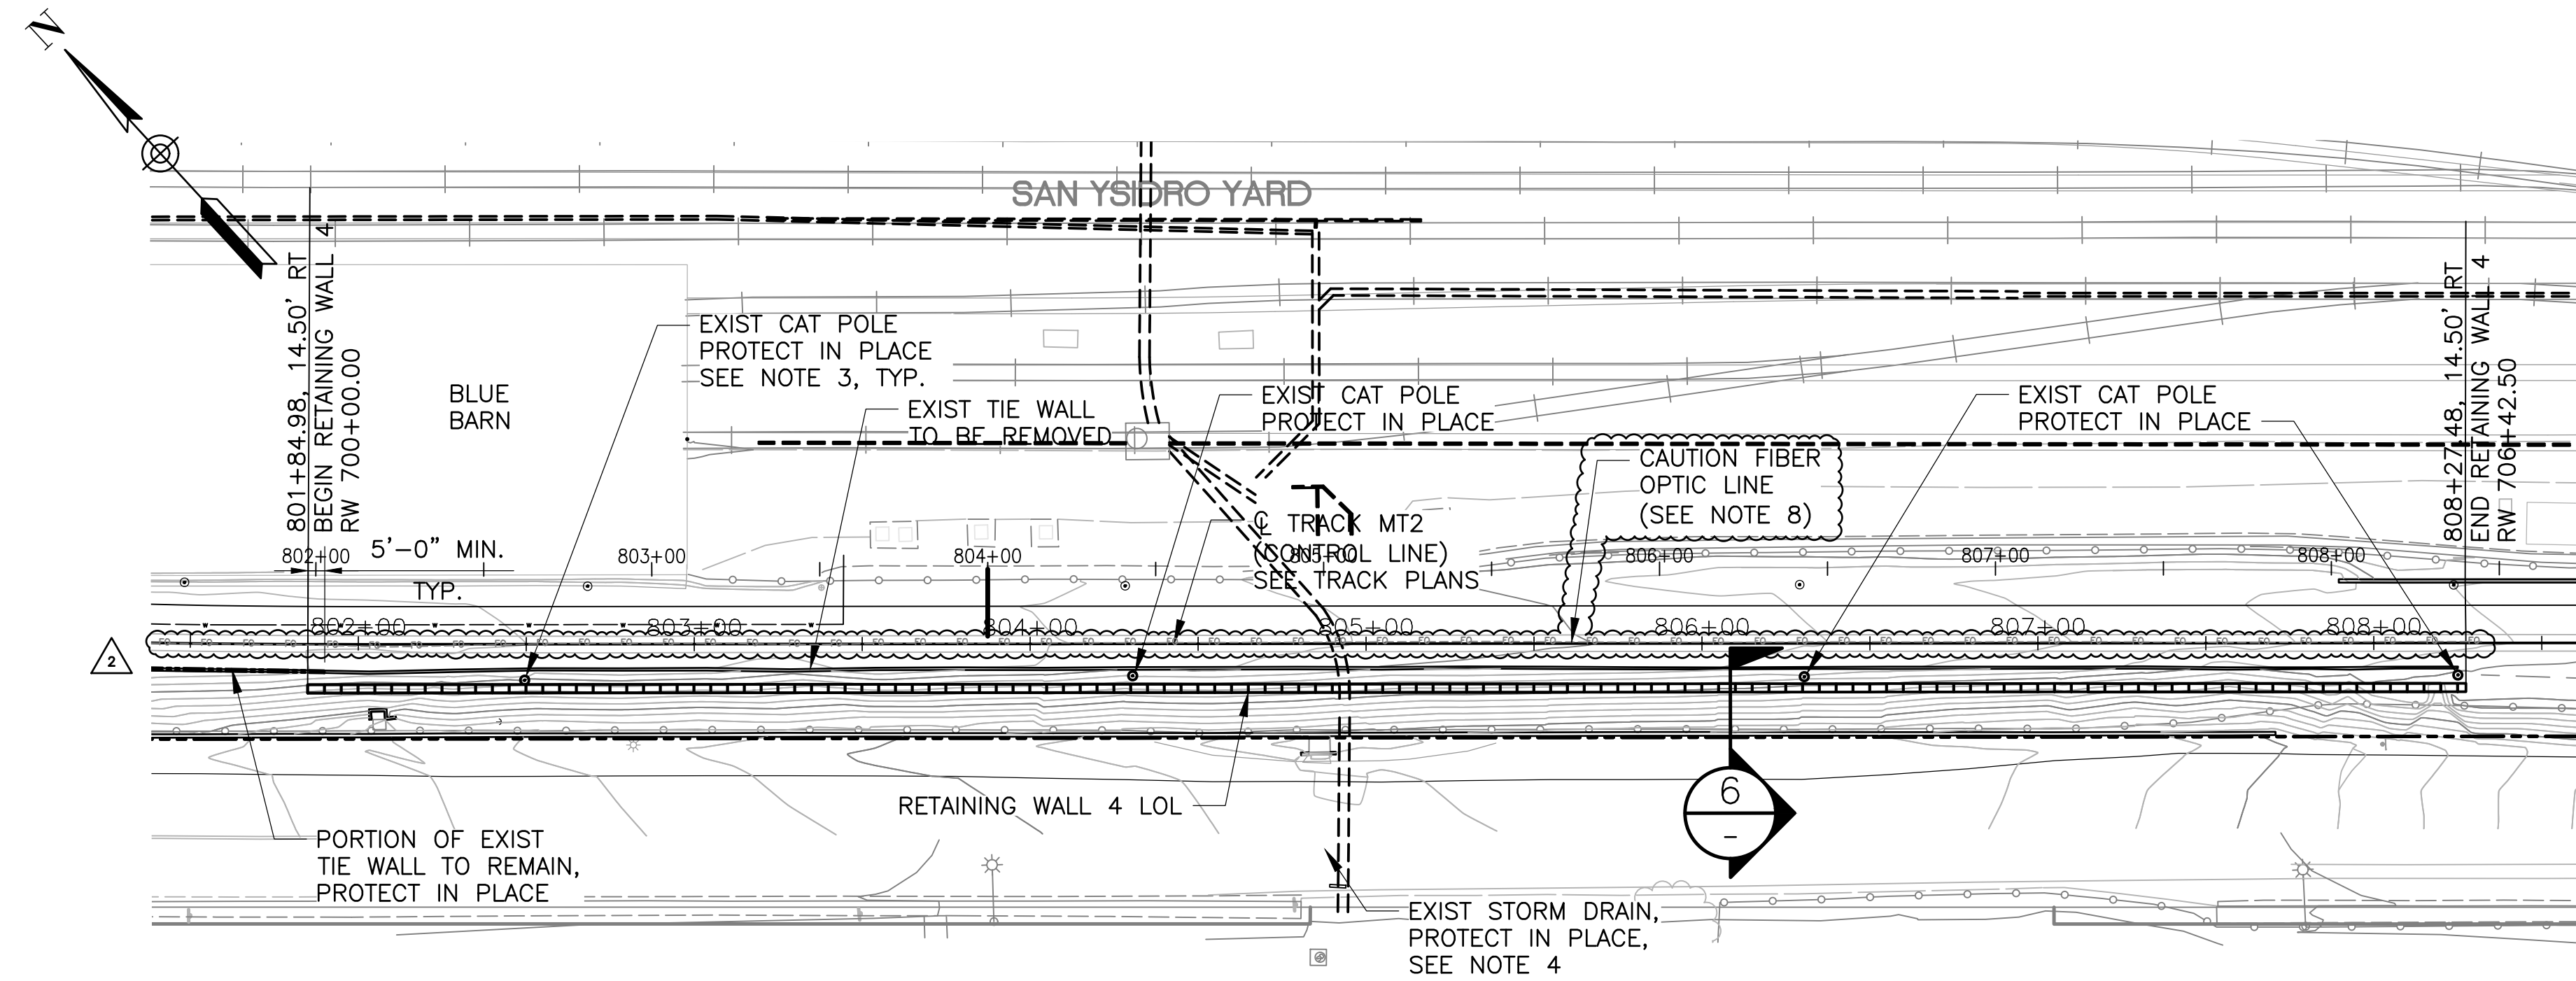 N
SAN YSIDRO YARD
801+84.98, 14.50' RT
BEGIN RETAINING WALL 4
RW 700+00.00
BLUE
BARN
EXIST CAT POLE
PROTECT IN PLACE
SEE NOTE 3, TYP.
EXIST TIE WALL
TO BE REMOVED
EXIST CAT POLE
PROTECT IN PLACE
EXIST CAT POLE
PROTECT IN PLACE
808+27.48, 14.50' RT
END RETAINING WALL 4
RW 706+42.50
CAUTION FIBER
OPTIC LINE
(SEE NOTE 8)
℄ TRACK MT2
(CONTROL LINE)
SEE TRACK PLANS
5'-0" MIN.
TYP.
802+00
803+00
804+00
805+00
806+00
807+00
808+00
802+00
803+00
804+00
805+00
806+00
807+00
808+00
2
RETAINING WALL 4 LOL
6
-
PORTION OF EXIST
TIE WALL TO REMAIN,
PROTECT IN PLACE
EXIST STORM DRAIN,
PROTECT IN PLACE,
SEE NOTE 4